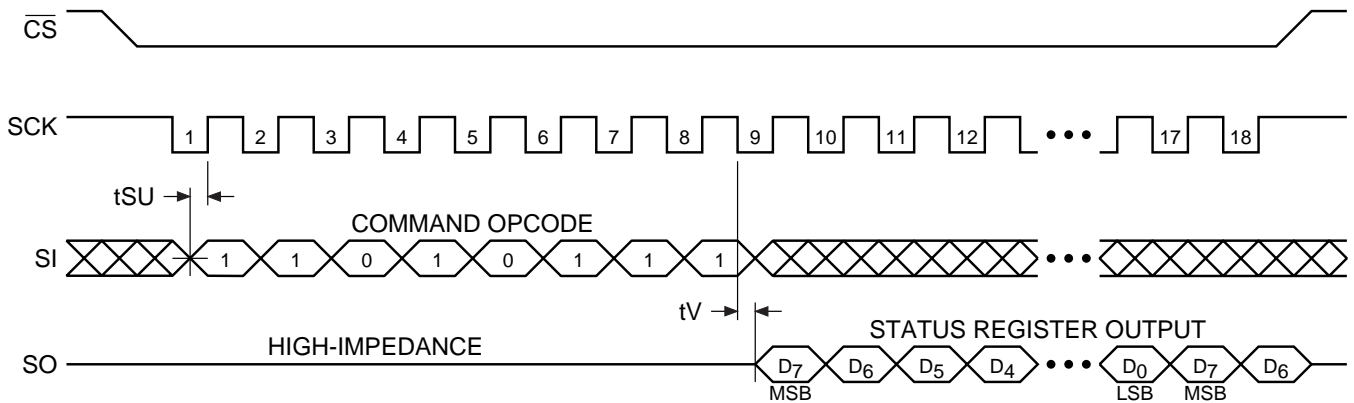 CS
SCK 1 2 3 4 5 6 7 8 9 10 11 12 ••• 17 18
tSU
COMMAND OPCODE
SI 1 1 0 1 0 1 1 1 •••
tV
HIGH-IMPEDANCE STATUS REGISTER OUTPUT
SO D7 D6 D5 D4 ••• D0 D7 D6
MSB LSB MSB